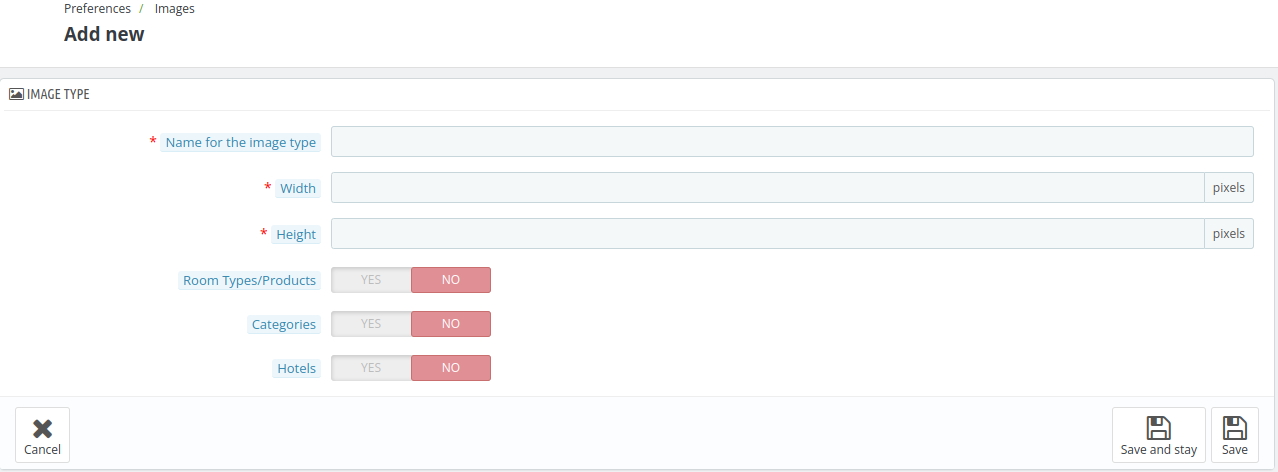 Preferences / Images
Add new
IMAGE TYPE
* Name for the image type
* Width pixels
* Height pixels
Room Types/Products YES NO
Categories YES NO
Hotels YES NO
Cancel Save and stay Save